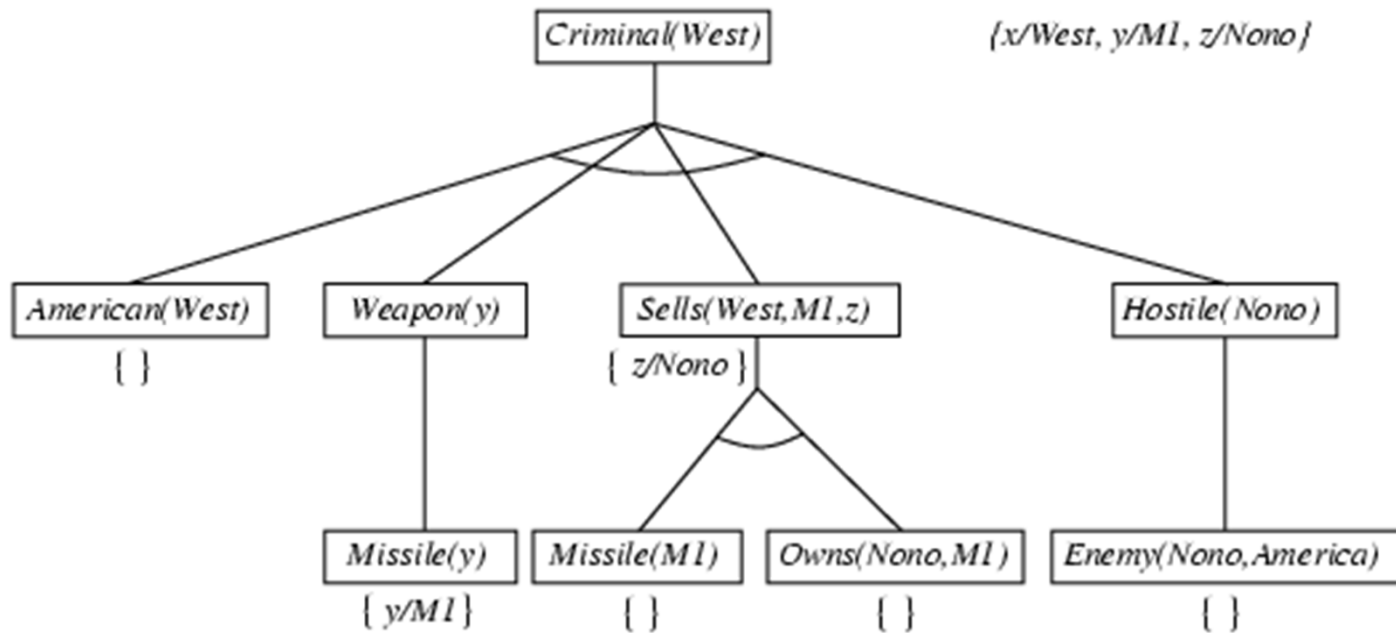 Criminal(West)
{x/West, y/M1, z/Nono}
American(West)
Weapon(y)
Sells(West,M1,z)
Hostile(Nono)
{ }
{ z/Nono }
Missile(y)
Missile(M1)
Owns(Nono,M1)
Enemy(Nono,America)
{ y/M1 }
{ }
{ }
{ }